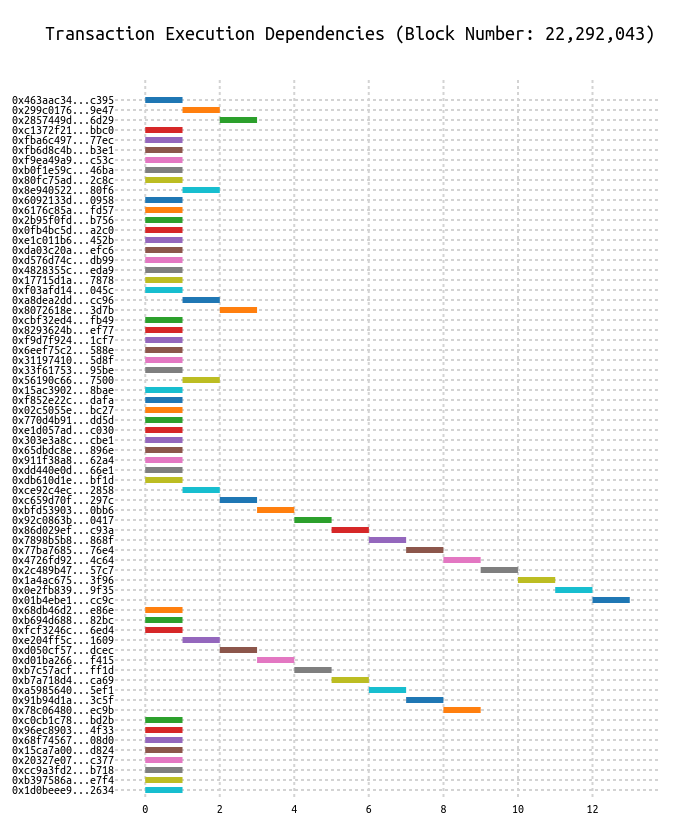 Transaction Execution Dependencies (Block Number: 22,292,043)
0x463aac34...c395
0x299c0176...9e47
0x2857449d...6d29
0xc1372f21...bbc0
0xfba6c497...77ec
0xfb6d8c4b...b3e1
0xf9ea49a9...c53c
0xb0f1e59c...46ba
0x80fc75ad...2c8c
0x8e940522...80f6
0x6092133d...0958
0x6176c85a...fd57
0x2b95f0fd...b756
0x0fb4bc5d...a2c0
0xe1c011b6...452b
0xda03c20a...efc6
0xd576d74c...db99
0x4828355c...eda9
0x17715d1a...7878
0xf03afd14...045c
0xa8dea2dd...cc96
0x8072618e...3d7b
0xcbf32ed4...fb49
0x8293624b...ef77
0xf9d7f924...1cf7
0x6eef75c2...588e
0x31197410...5d8f
0x33f61753...95be
0x56190c66...7500
0x15ac3902...8bae
0xf852e22c...dafa
0x02c5055e...bc27
0x770d4b91...dd5d
0xe1d057ad...c030
0x303e3a8c...cbe1
0x65dbdc8e...896e
0x911f38a8...62a4
0xdd440e0d...66e1
0xdb610d1e...bf1d
0xce92c4ec...2858
0xc659d70f...297c
0xbfd53903...0bb6
0x92c0863b...0417
0x86d029ef...c93a
0x7898b5b8...868f
0x77ba7685...76e4
0x4726fd92...4c64
0x2c489b47...57c7
0x1a4ac675...3f96
0x0e2fb839...9f35
0x01b4ebe1...cc9c
0x68db46d2...e86e
0xb694d688...82bc
0xfcf3246c...6ed4
0xe204ff5c...1609
0xd050cf57...dcec
0xd01ba266...f415
0xb7c57acf...ff1d
0xb7a718d4...ca69
0xa5985640...5ef1
0x91b94d1a...3c5f
0x78c06480...ec9b
0xc0cb1c78...bd2b
0x96ec8903...4f33
0x68f74567...08d0
0x15ca7a00...d824
0x20327e07...c377
0xcc9a3fd2...b718
0xb397586a...e7f4
0x1d0beee9...2634
0 2 4 6 8 10 12